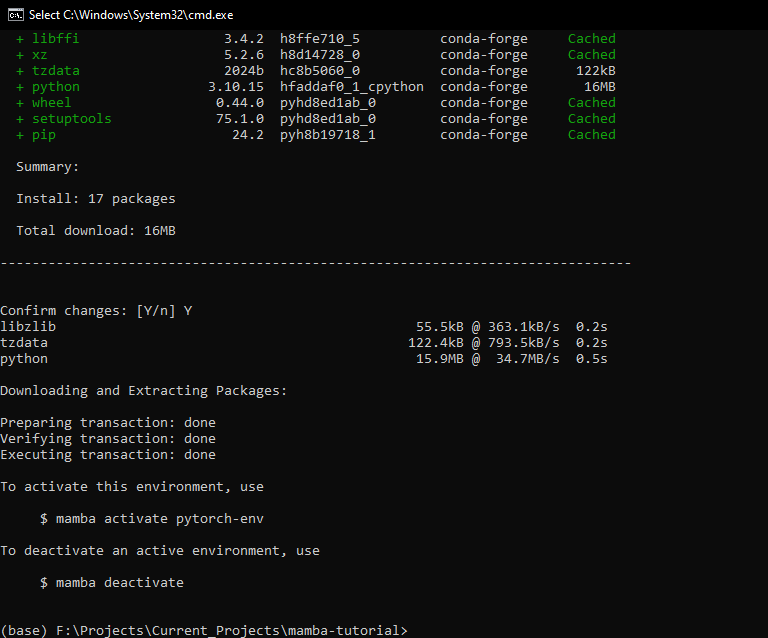 Select C:\Windows\System32\cmd.exe
+ libffi 3.4.2 h8ffe710_5 conda-forge Cached
+ xz 5.2.6 h8d14728_0 conda-forge Cached
+ tzdata 2024b hc8b5060_0 conda-forge 122kB
+ python 3.10.15 hfaddaf0_1_cpython conda-forge 16MB
+ wheel 0.44.0 pyhd8ed1ab_0 conda-forge Cached
+ setuptools 75.1.0 pyhd8ed1ab_0 conda-forge Cached
+ pip 24.2 pyh8b19718_1 conda-forge Cached
Summary:
Install: 17 packages
Total download: 16MB
-------------------------------------------------------------------------------
Confirm changes: [Y/n] Y
libzlib 55.5kB @ 363.1kB/s 0.2s
tzdata 122.4kB @ 793.5kB/s 0.2s
python 15.9MB @ 34.7MB/s 0.5s
Downloading and Extracting Packages:
Preparing transaction: done
Verifying transaction: done
Executing transaction: done
To activate this environment, use
$ mamba activate pytorch-env
To deactivate an active environment, use
$ mamba deactivate
(base) F:\Projects\Current_Projects\mamba-tutorial>